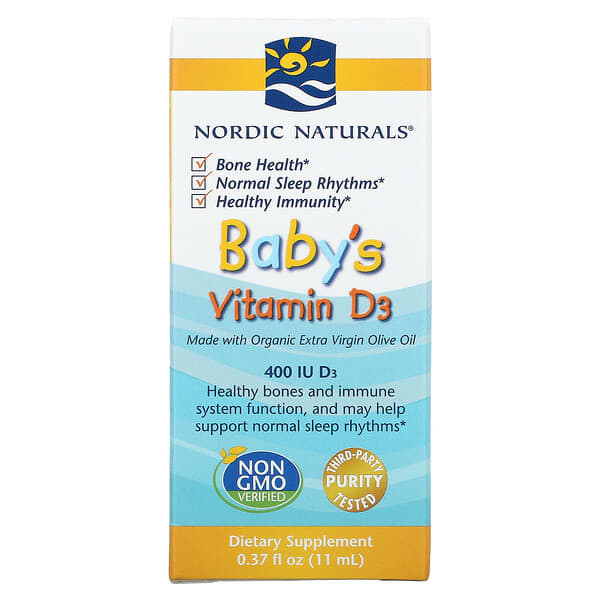 NORDIC NATURALS®
Bone Health*
Normal Sleep Rhythms*
Healthy Immunity*
Baby's
Vitamin D3
Made with Organic Extra Virgin Olive Oil
400 IU D3
Healthy bones and immune
system function, and may help
support normal sleep rhythms*
NON
GMO
VERIFIED
THIRD-PARTY
PURITY
TESTED
Dietary Supplement
0.37 fl oz (11 mL)